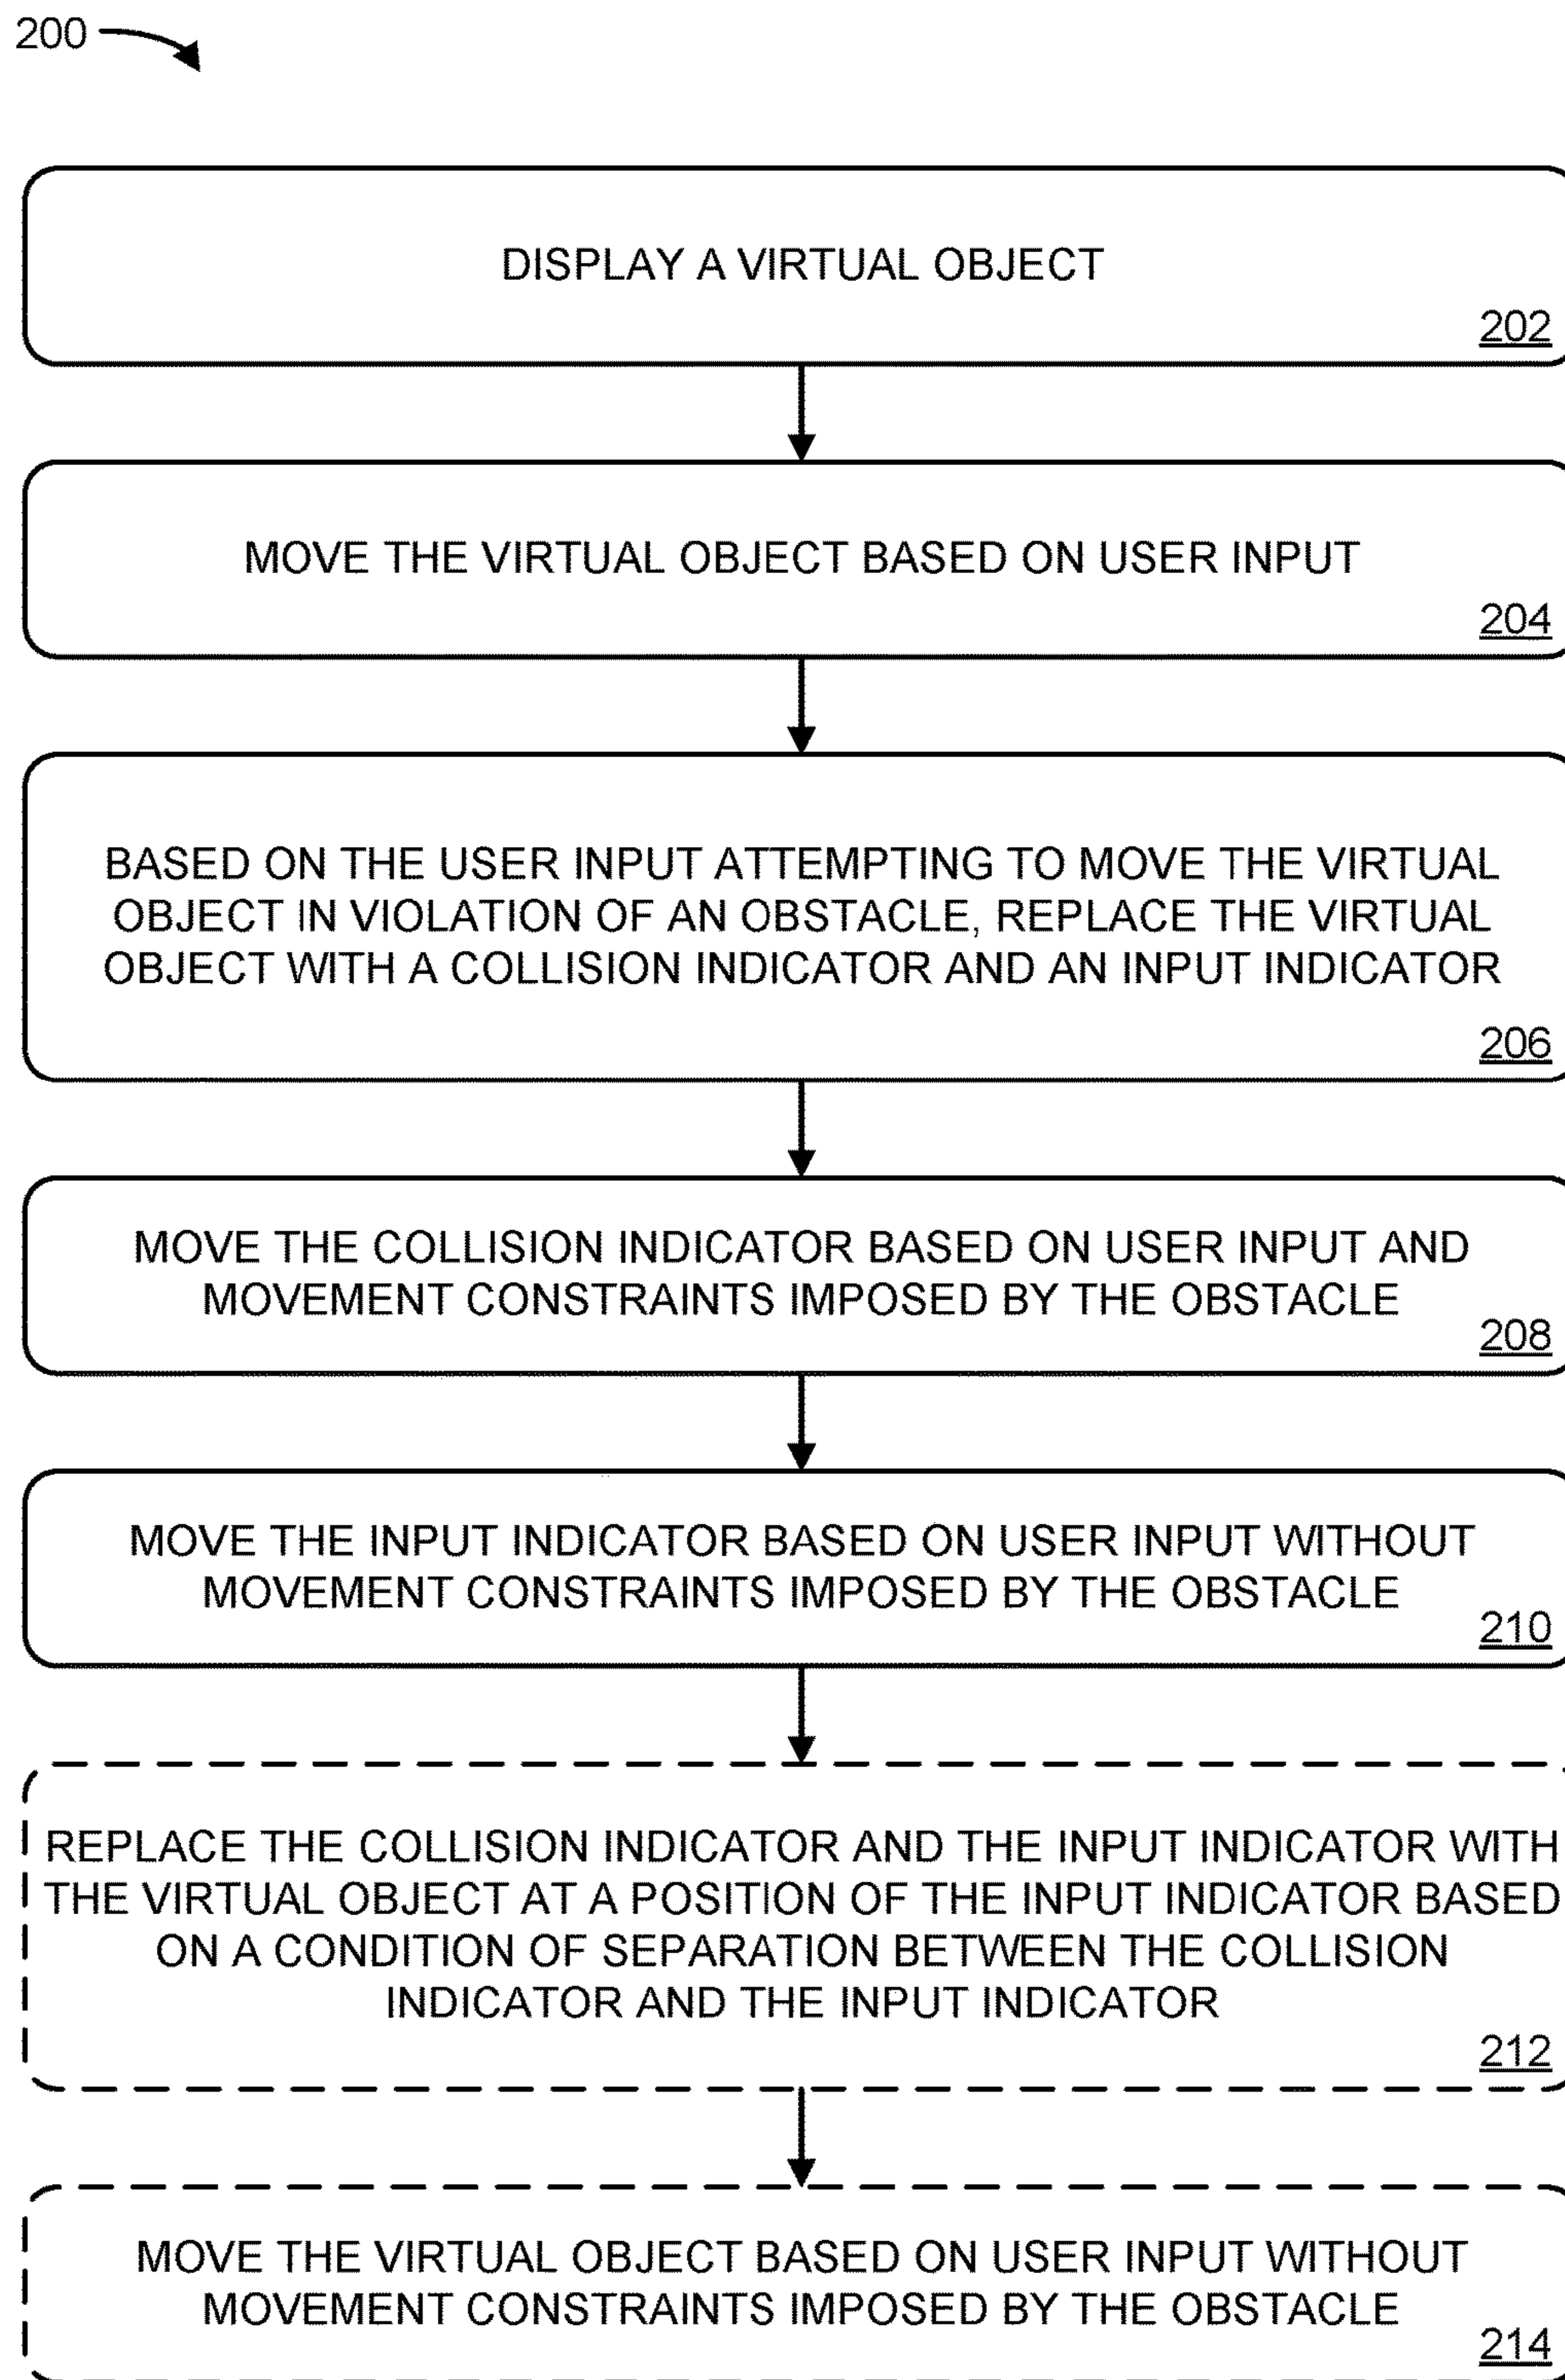 200
DISPLAY A VIRTUAL OBJECT
202
MOVE THE VIRTUAL OBJECT BASED ON USER INPUT
204
BASED ON THE USER INPUT ATTEMPTING TO MOVE THE VIRTUAL
OBJECT IN VIOLATION OF AN OBSTACLE, REPLACE THE VIRTUAL
OBJECT WITH A COLLISION INDICATOR AND AN INPUT INDICATOR
206
MOVE THE COLLISION INDICATOR BASED ON USER INPUT AND
MOVEMENT CONSTRAINTS IMPOSED BY THE OBSTACLE
208
MOVE THE INPUT INDICATOR BASED ON USER INPUT WITHOUT
MOVEMENT CONSTRAINTS IMPOSED BY THE OBSTACLE
210
REPLACE THE COLLISION INDICATOR AND THE INPUT INDICATOR WITH
THE VIRTUAL OBJECT AT A POSITION OF THE INPUT INDICATOR BASED
ON A CONDITION OF SEPARATION BETWEEN THE COLLISION
INDICATOR AND THE INPUT INDICATOR
212
MOVE THE VIRTUAL OBJECT BASED ON USER INPUT WITHOUT
MOVEMENT CONSTRAINTS IMPOSED BY THE OBSTACLE
214